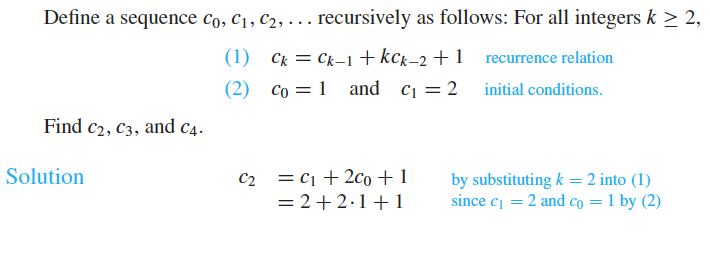 Define a sequence c₀, c₁, c₂, . . . recursively as follows: For all integers k ≥ 2,
(1) cₖ = cₖ₋₁ + kcₖ₋₂ + 1 recurrence relation
(2) c₀ = 1 and c₁ = 2 initial conditions.
Find c₂, c₃, and c₄.
Solution c₂ = c₁ + 2c₀ + 1 by substituting k = 2 into (1)
= 2 + 2·1 + 1 since c₁ = 2 and c₀ = 1 by (2)